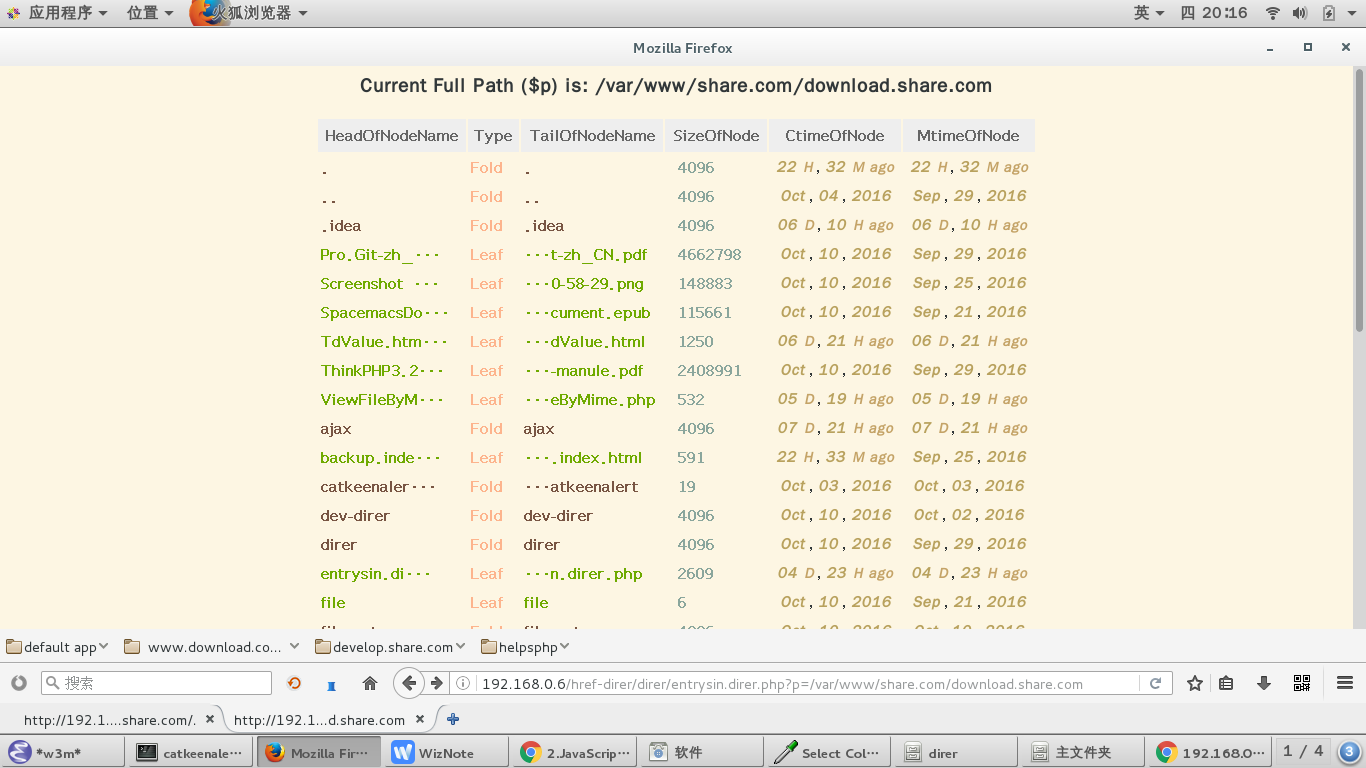 应用程序 位置 火狐浏览器 英 四 20:16
Mozilla Firefox
Current Full Path ($p) is: /var/www/share.com/download.share.com
HeadOfNodeName Type TailOfNodeName SizeOfNode CtimeOfNode MtimeOfNode
. Fold . 4096 22 H, 32 M ago 22 H, 32 M ago
.. Fold .. 4096 Oct, 04, 2016 Sep, 29, 2016
.idea Fold .idea 4096 06 D, 10 H ago 06 D, 10 H ago
Pro.Git-zh_··· Leaf ···t-zh_CN.pdf 4662798 Oct, 10, 2016 Sep, 29, 2016
Screenshot ··· Leaf ···0-58-29.png 148883 Oct, 10, 2016 Sep, 25, 2016
SpacemacsDo··· Leaf ···cument.epub 115661 Oct, 10, 2016 Sep, 21, 2016
TdValue.htm··· Leaf ···dValue.html 1250 06 D, 21 H ago 06 D, 21 H ago
ThinkPHP3.2··· Leaf ···-manule.pdf 2408991 Oct, 10, 2016 Sep, 29, 2016
ViewFileByM··· Leaf ···eByMime.php 532 05 D, 19 H ago 05 D, 19 H ago
ajax Fold ajax 4096 07 D, 21 H ago 07 D, 21 H ago
backup.inde··· Leaf ···.index.html 591 22 H, 33 M ago Sep, 25, 2016
catkeenaler··· Fold ···atkeenalert 19 Oct, 03, 2016 Oct, 03, 2016
dev-direr Fold dev-direr 4096 Oct, 10, 2016 Oct, 02, 2016
direr Fold direr 4096 Oct, 10, 2016 Sep, 29, 2016
entrysin.di··· Leaf ···n.direr.php 2609 04 D, 23 H ago 04 D, 23 H ago
file Leaf file 6 Oct, 10, 2016 Sep, 21, 2016
default app www.download.co... develop.share.com helpsphp
搜索 192.168.0.6/href-direr/direr/entrysin.direr.php?p=/var/www/share.com/download.share.com
http://192.1....share.com/. http://192.1...d.share.com
*w3m* catkeenale... Mozilla Fir... WizNote 2.JavaScrip... 软件 Select Col... direr 主文件夹 192.168.0... 1 / 4 3